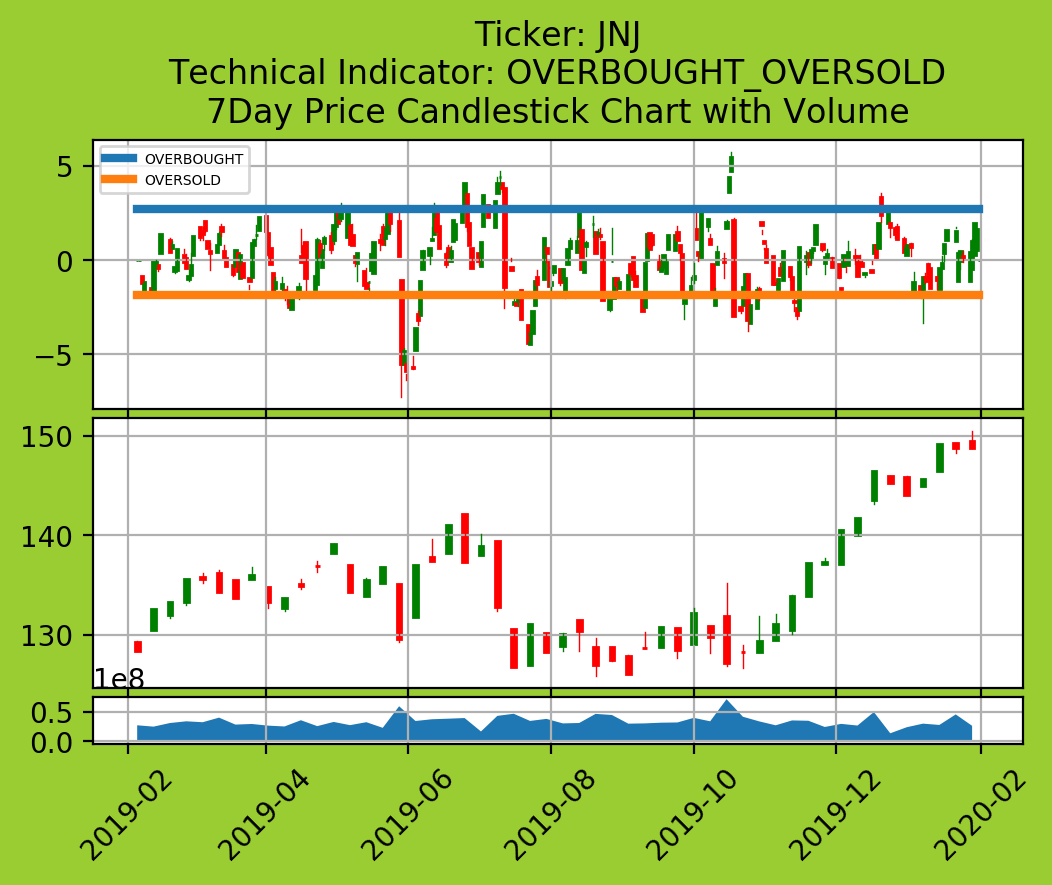 Ticker: JNJ
Technical Indicator: OVERBOUGHT_OVERSOLD
7Day Price Candlestick Chart with Volume
OVERBOUGHT
OVERSOLD
5
0
−5
150
140
130
1e8
0.5
0.0
2019-02
2019-04
2019-06
2019-08
2019-10
2019-12
2020-02